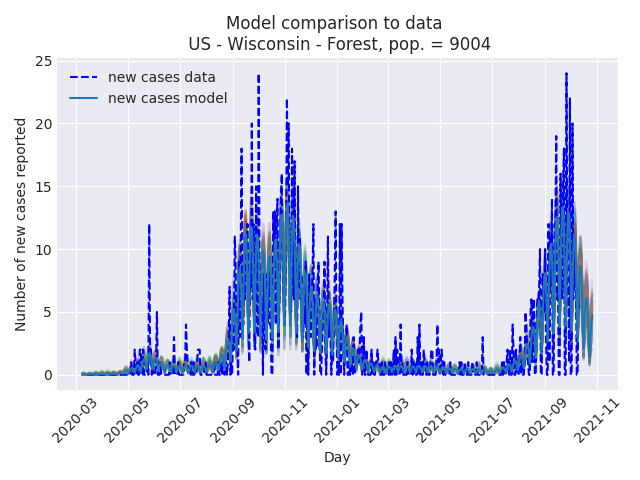 Model comparison to data
US - Wisconsin - Forest, pop. = 9004
new cases data
new cases model
Number of new cases reported
25
20
15
10
5
0
2020-03
2020-05
2020-07
2020-09
2020-11
2021-01
2021-03
2021-05
2021-07
2021-09
2021-11
Day